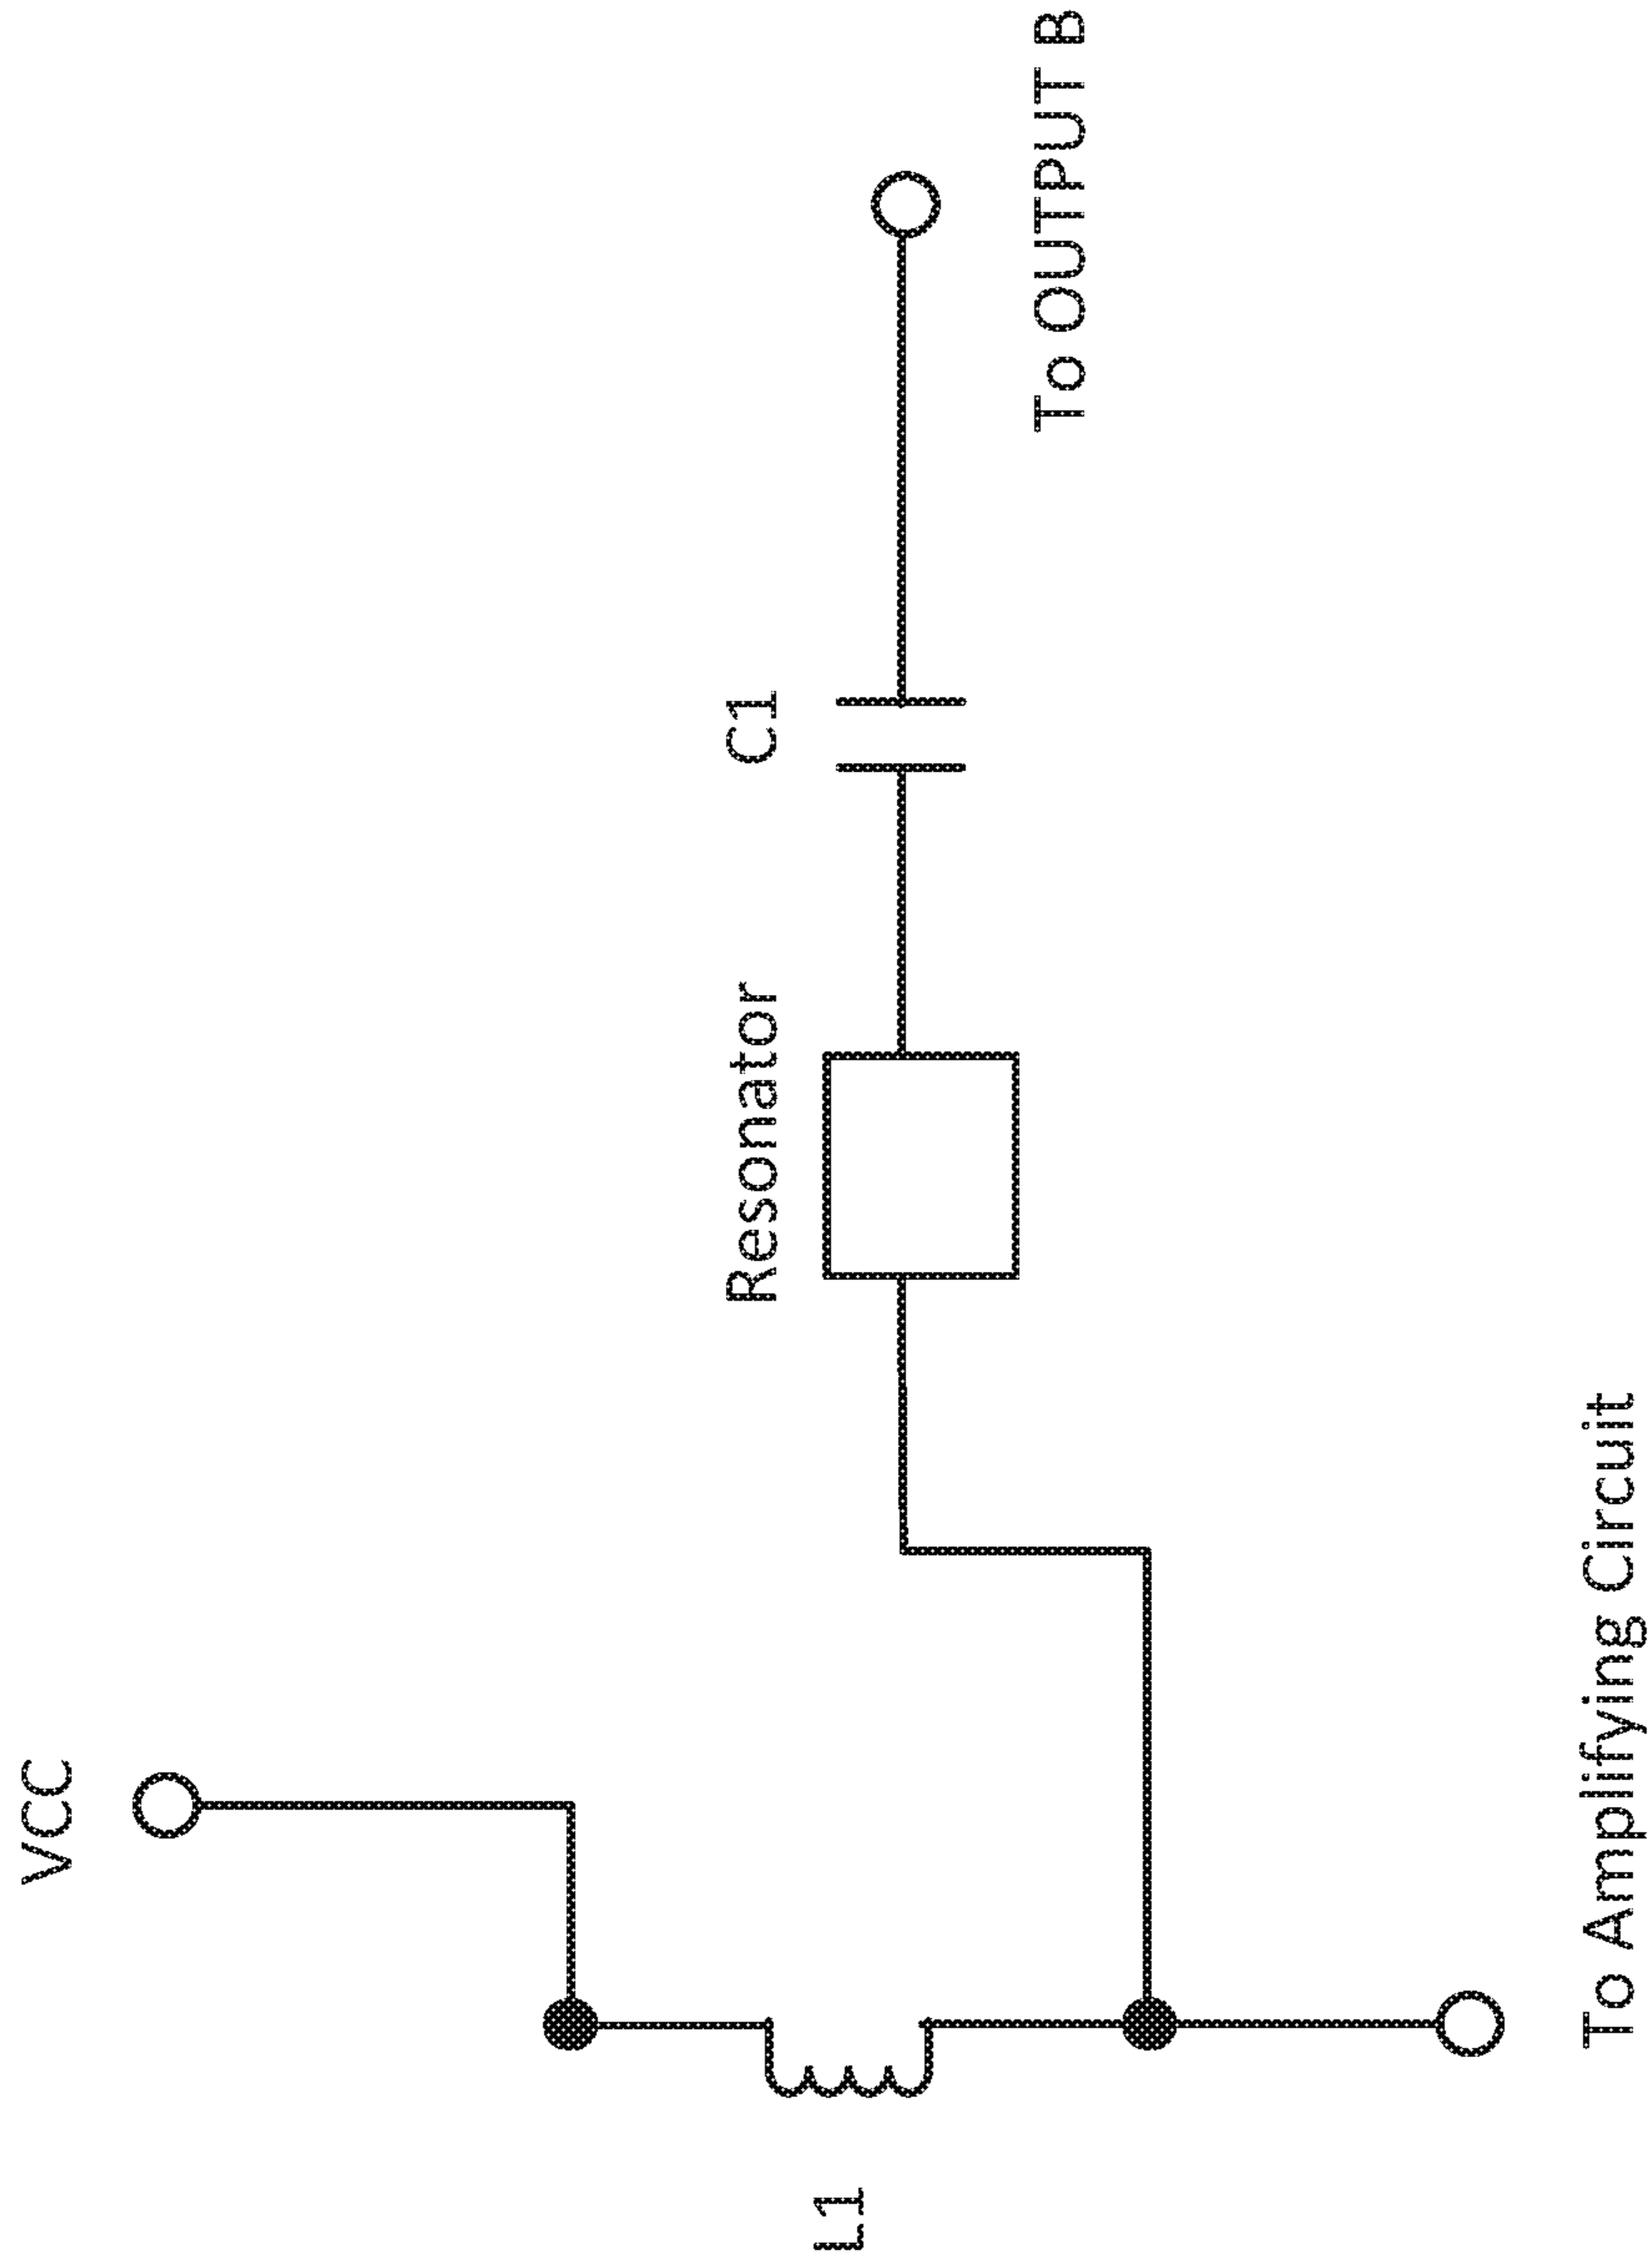 VCC
L1
Resonator
C1
To OUTPUT B
To Amplifying Circuit